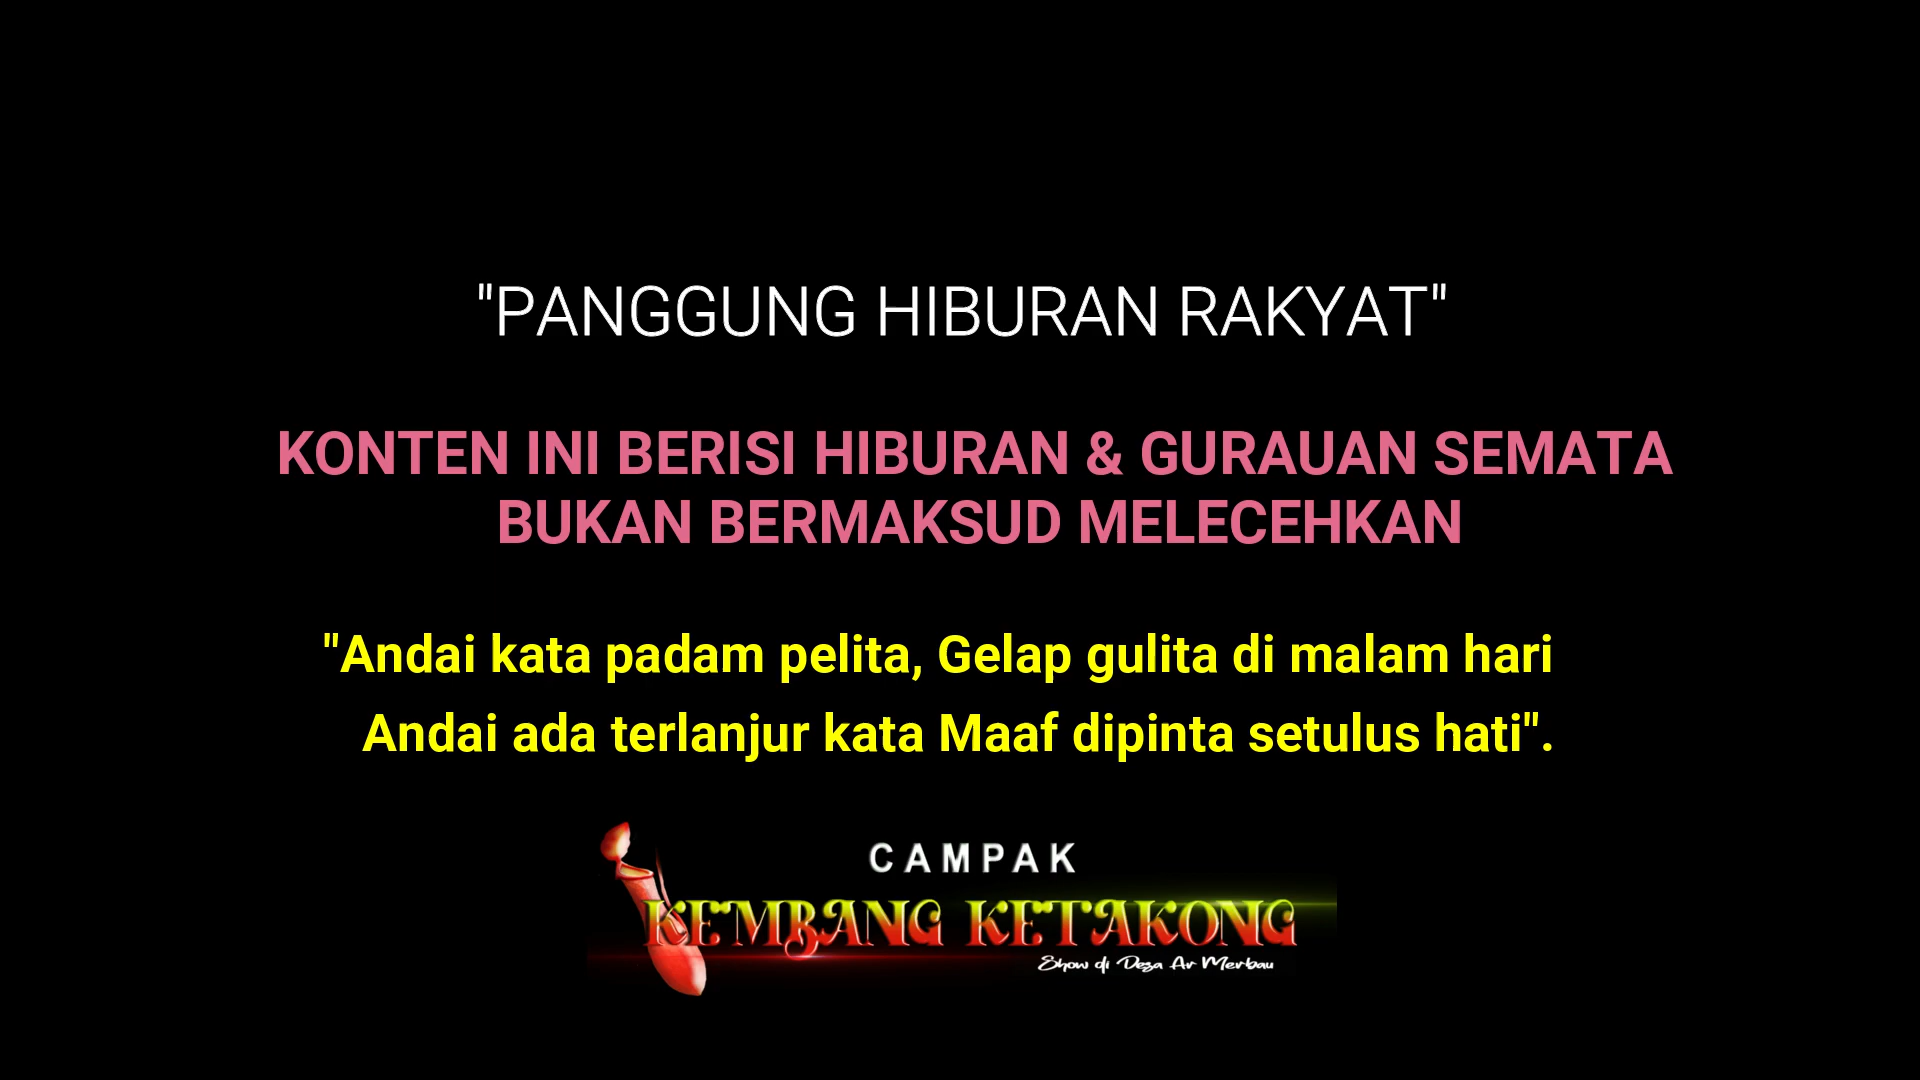 "PANGGUNG HIBURAN RAKYAT"
KONTEN INI BERISI HIBURAN & GURAUAN SEMATA
BUKAN BERMAKSUD MELECEHKAN
"Andai kata padam pelita, Gelap gulita di malam hari
Andai ada terlanjur kata Maaf dipinta setulus hati".
CAMPAK
KEMBANG KETAKONG
Show di Desa Air Merbau